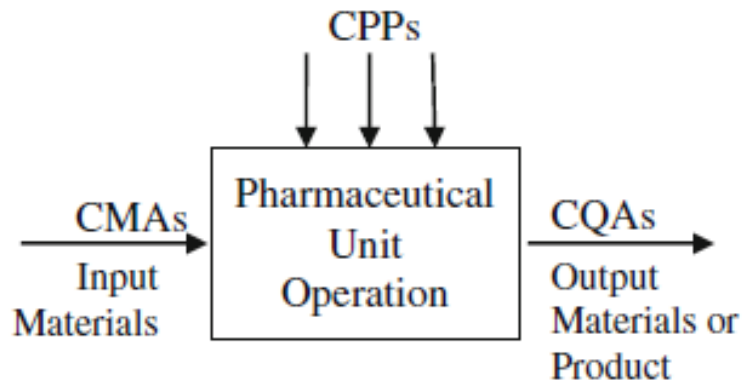 CPPs
CMAs
Input
Materials
Pharmaceutical
Unit
Operation
CQAs
Output
Materials or
Product